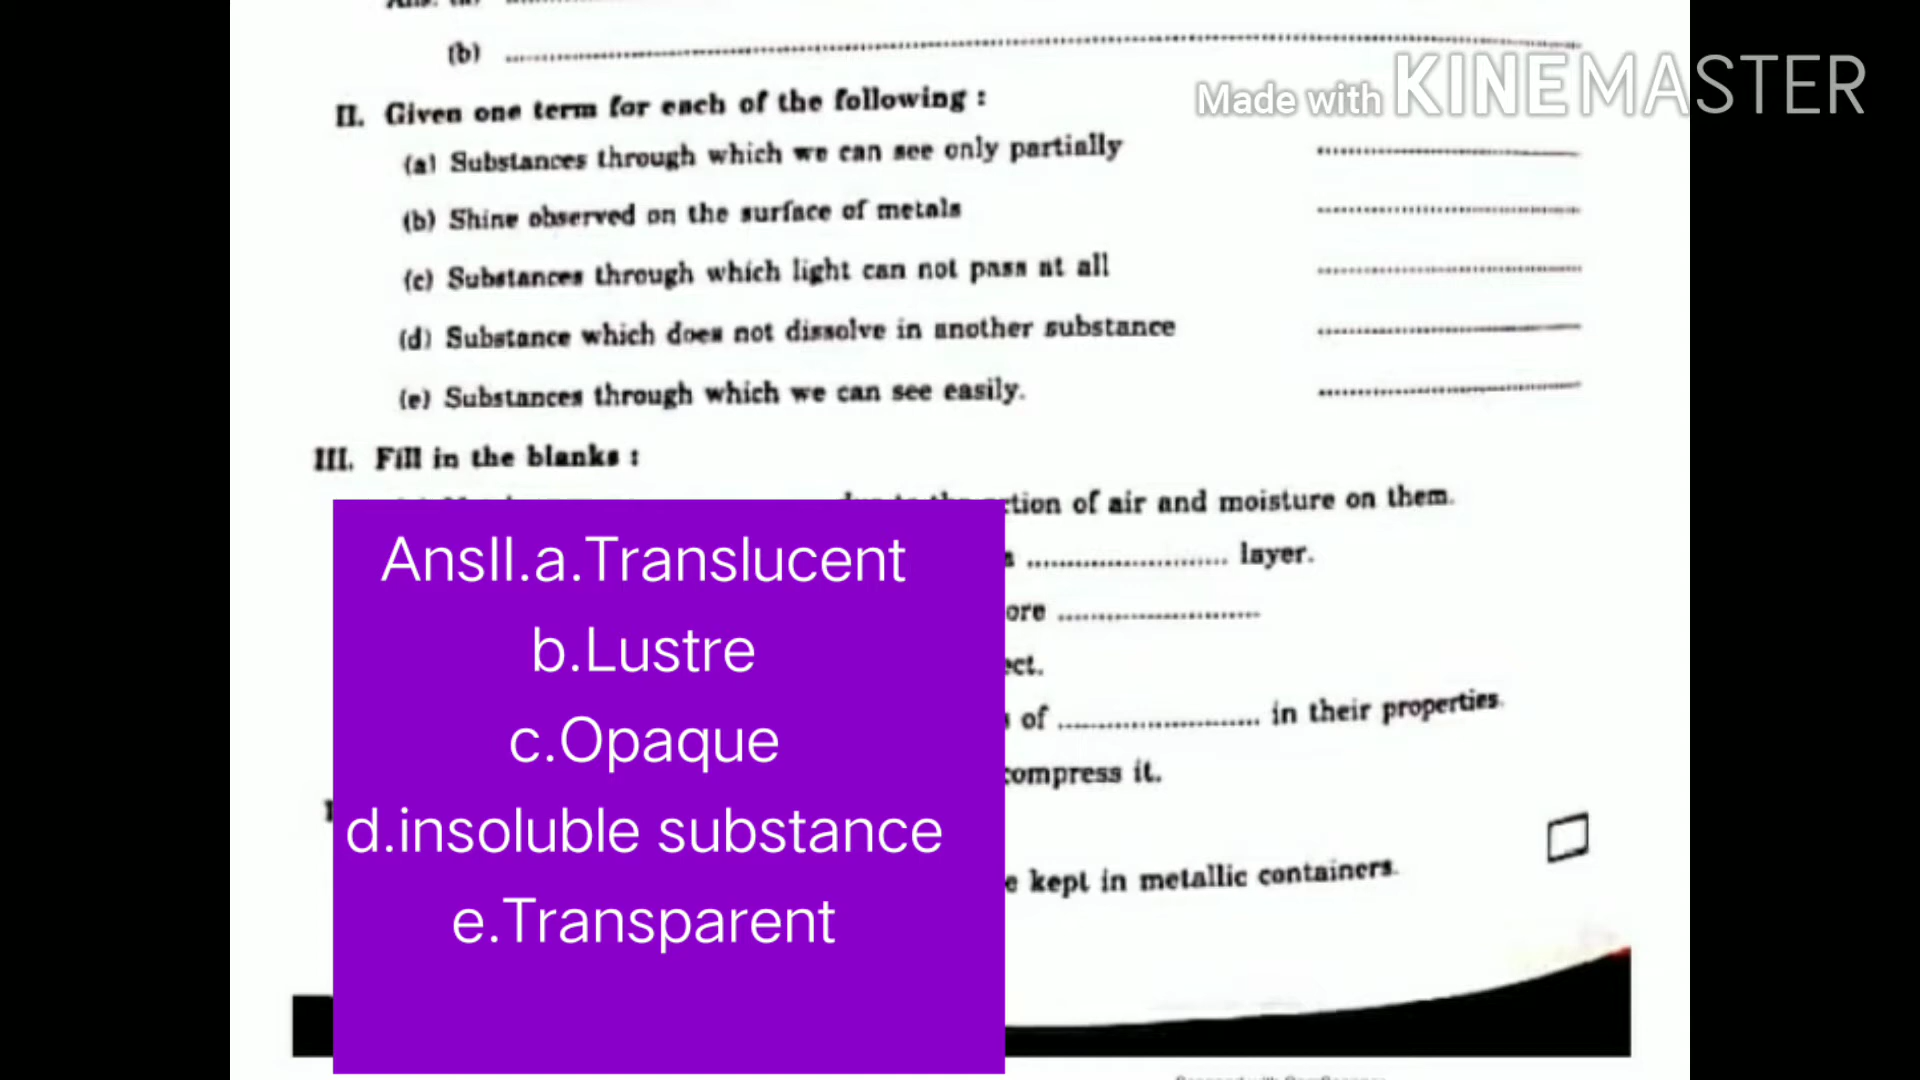 (b) ........................
Made with KINEMASTER
II. Given one term for each of the following :
(a) Substances through which we can see only partially ........................
(b) Shine observed on the surface of metals ........................
(c) Substances through which light can not pass at all ........................
(d) Substance which does not dissolve in another substance ........................
(e) Substances through which we can see easily. ........................
III. Fill in the blanks :
of air and moisture on them.
........................ layer.
........................
of ........................ in their properties.
compress it.
kept in metallic containers.
AnsII.a.Translucent
b.Lustre
c.Opaque
d.insoluble substance
e.Transparent